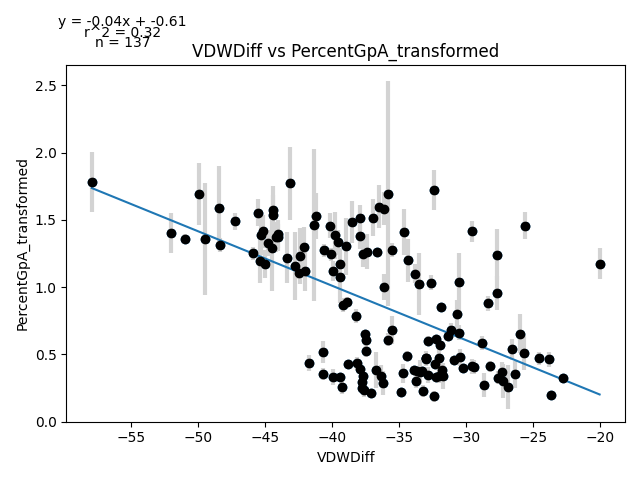 y = -0.04x + -0.61
r^2 = 0.32
n = 137
VDWDiff vs PercentGpA_transformed
PercentGpA_transformed
2.5
2.0
1.5
1.0
0.5
0.0
−55 −50 −45 −40 −35 −30 −25 −20
VDWDiff